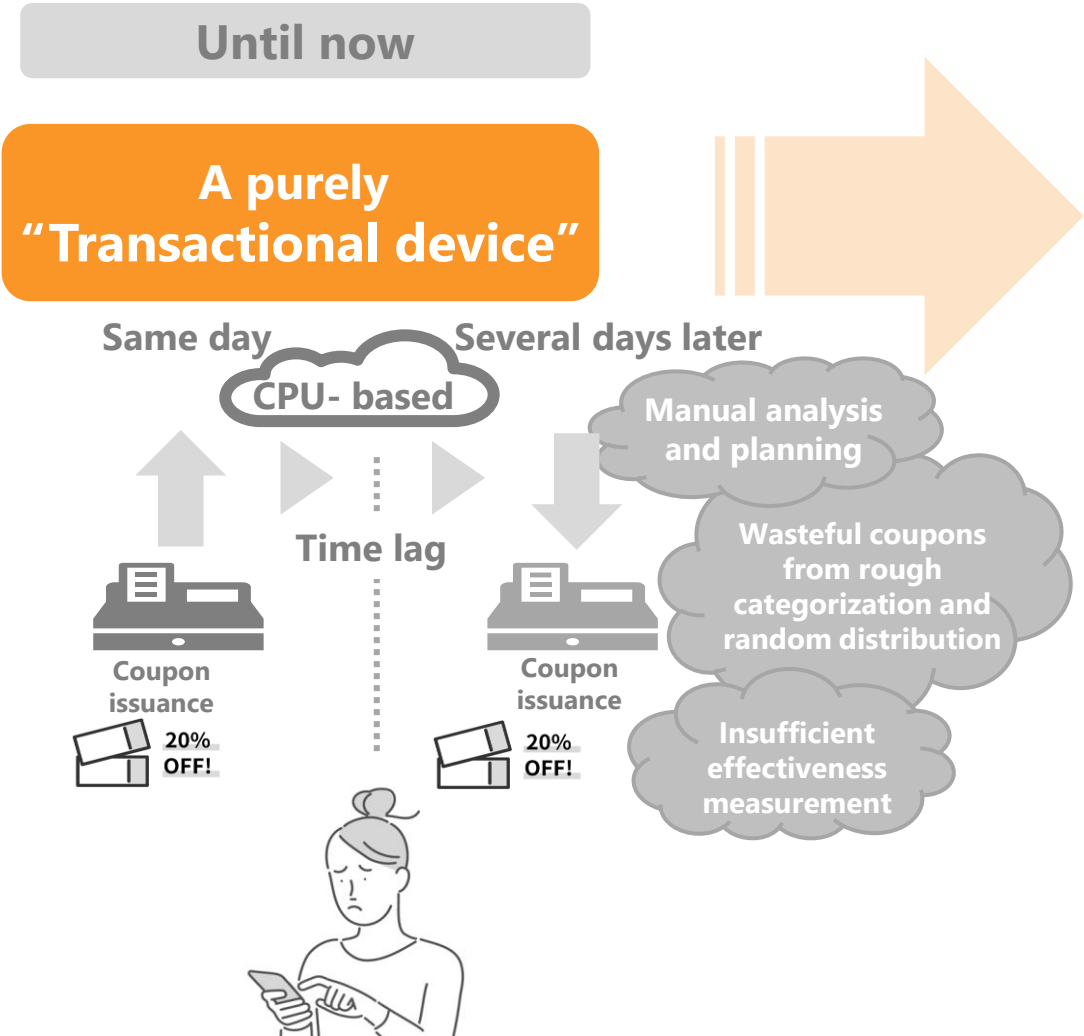 Until now
A purely
“Transactional device”
Same day
Several days later
CPU- based
Time lag
Manual analysis
and planning
Wasteful coupons
from rough
categorization and
random distribution
Insufficient
effectiveness
measurement
Coupon
issuance
20%
OFF!
Coupon
issuance
20%
OFF!